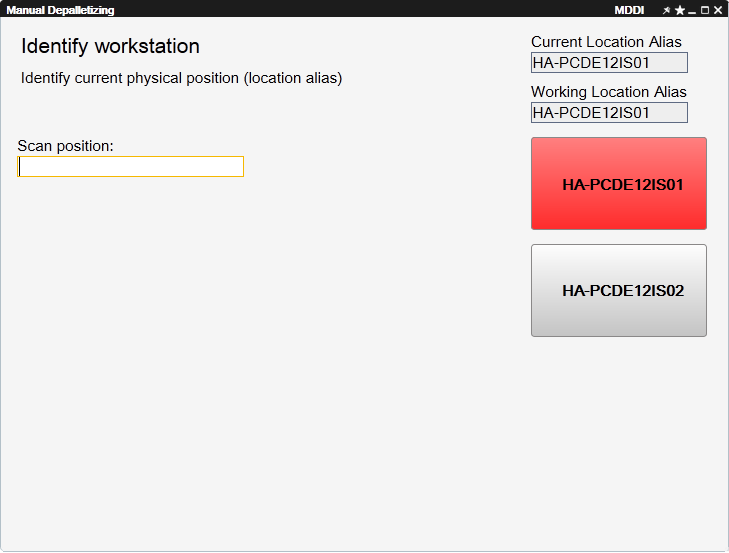 Manual Depalletizing MDDI
Identify workstation
Identify current physical position (location alias)
Scan position:
Current Location Alias
HA-PCDE12IS01
Working Location Alias
HA-PCDE12IS01
HA-PCDE12IS01
HA-PCDE12IS02